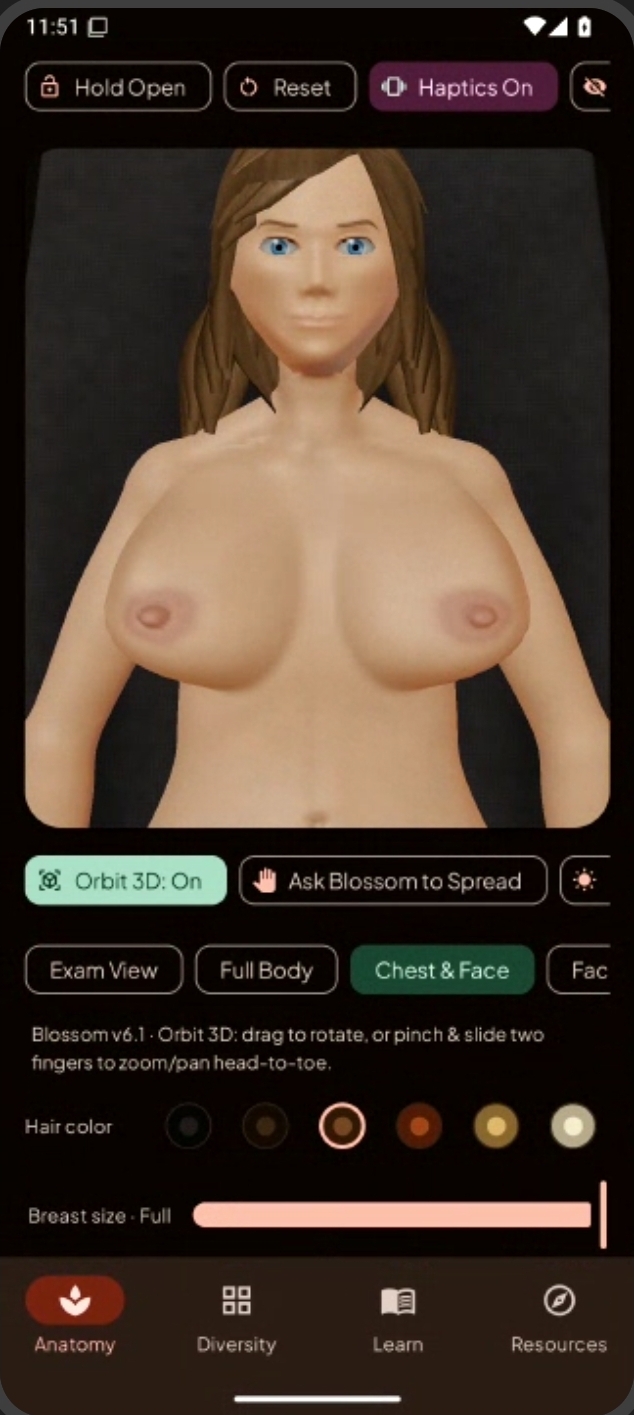 11:51
Hold Open
Reset
Haptics On
Orbit 3D: On
Ask Blossom to Spread
Exam View
Full Body
Chest & Face
Fac
Blossom v6.1 · Orbit 3D: drag to rotate, or pinch & slide two
fingers to zoom/pan head-to-toe.
Hair color
Breast size · Full
Anatomy
Diversity
Learn
Resources